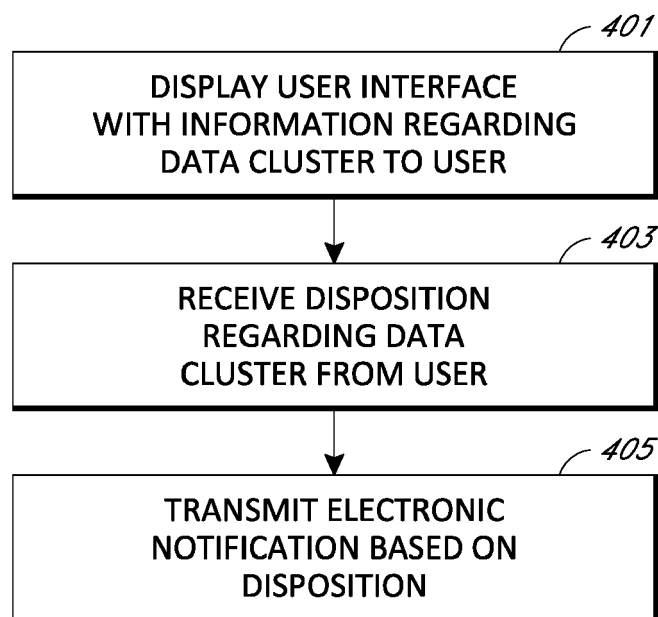 401
DISPLAY USER INTERFACE
WITH INFORMATION REGARDING
DATA CLUSTER TO USER
403
RECEIVE DISPOSITION
REGARDING DATA
CLUSTER FROM USER
405
TRANSMIT ELECTRONIC
NOTIFICATION BASED ON
DISPOSITION